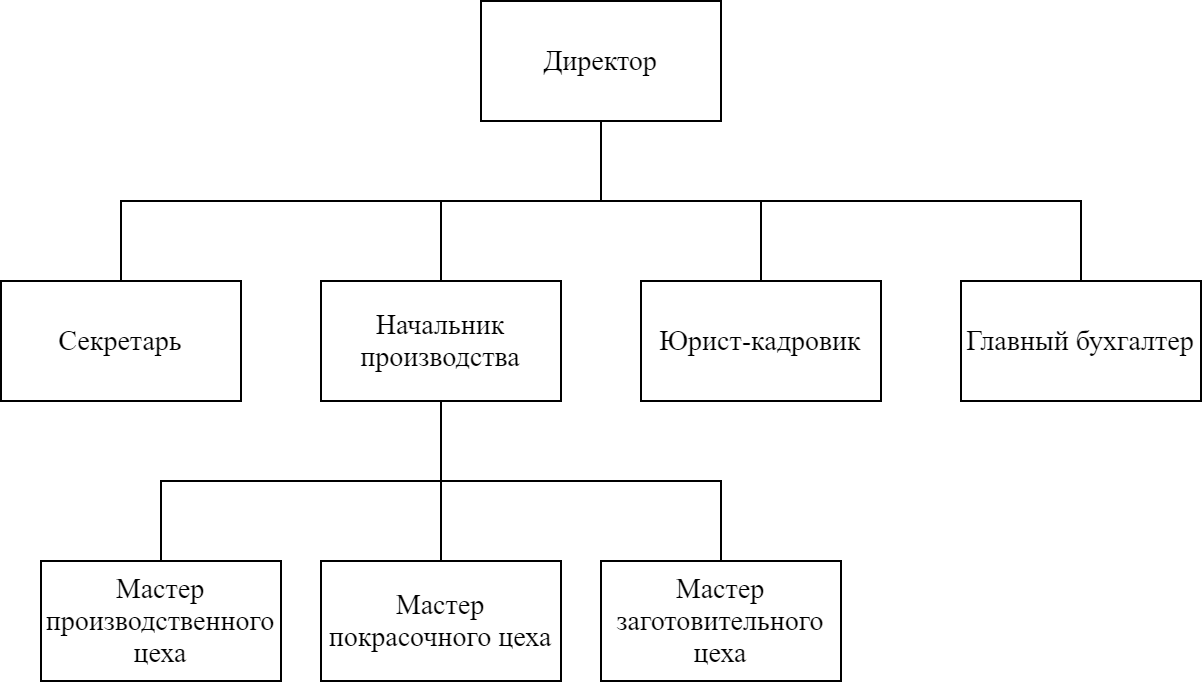 Директор
Секретарь
Начальник
производства
Юрист-кадровик
Главный бухгалтер
Мастер
производственного
цеха
Мастер
покрасочного цеха
Мастер
заготовительного
цеха